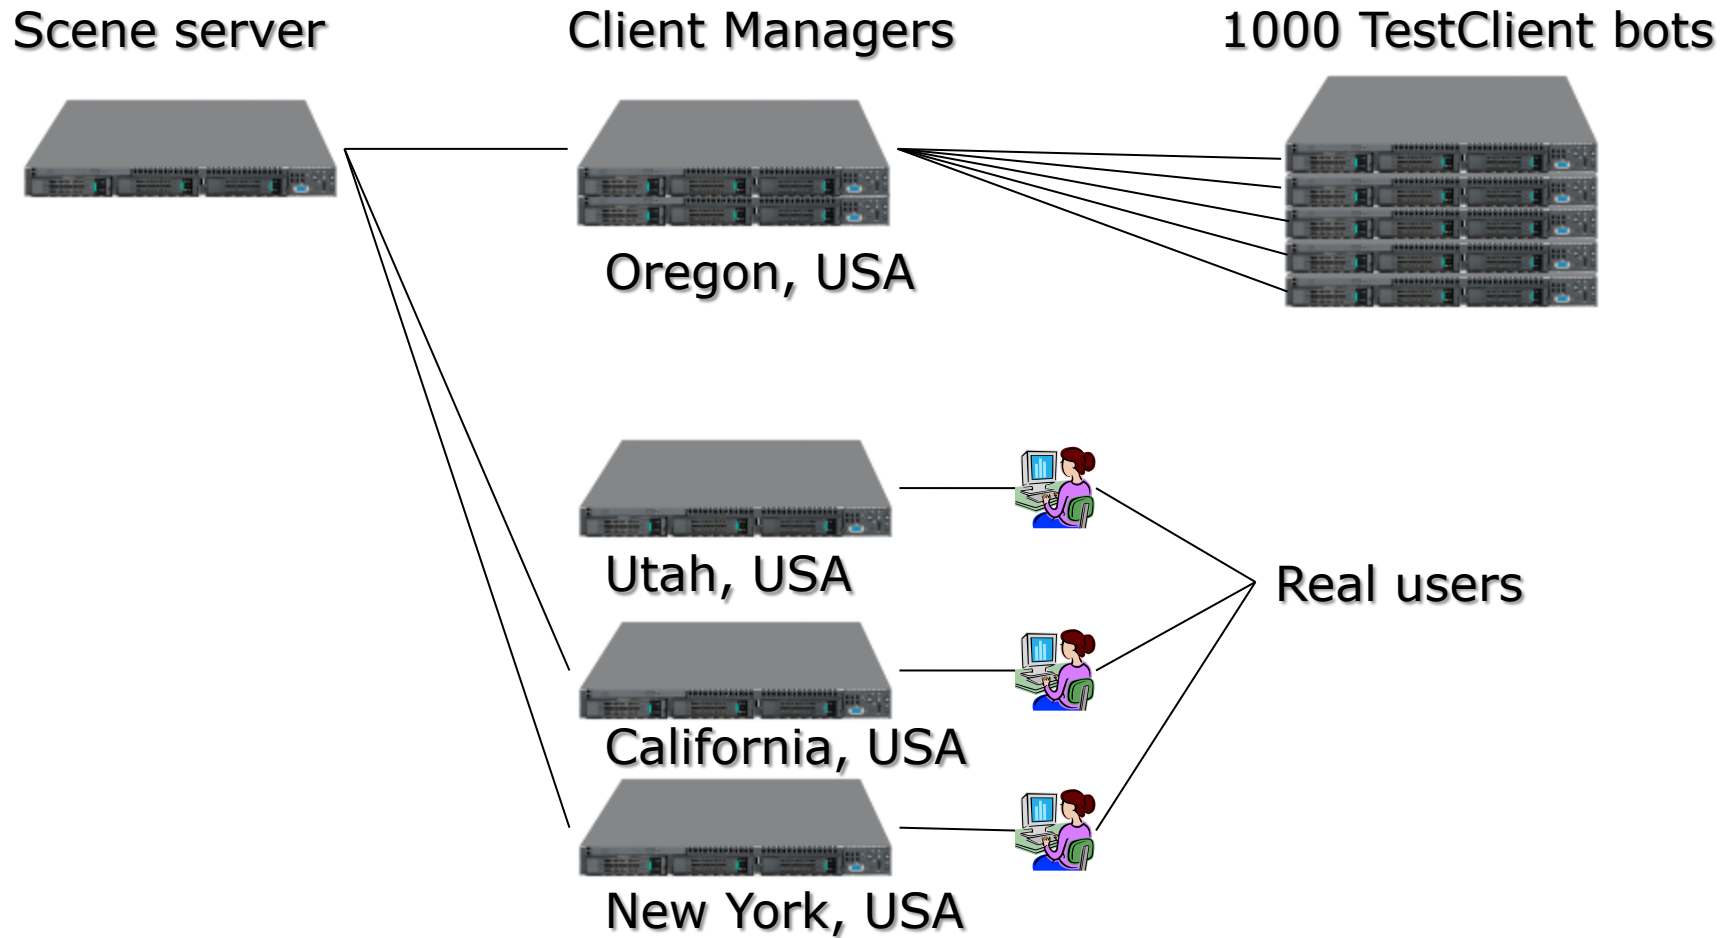 Scene server
Client Managers
1000 TestClient bots
Oregon, USA
Utah, USA
Real users
California, USA
New York, USA